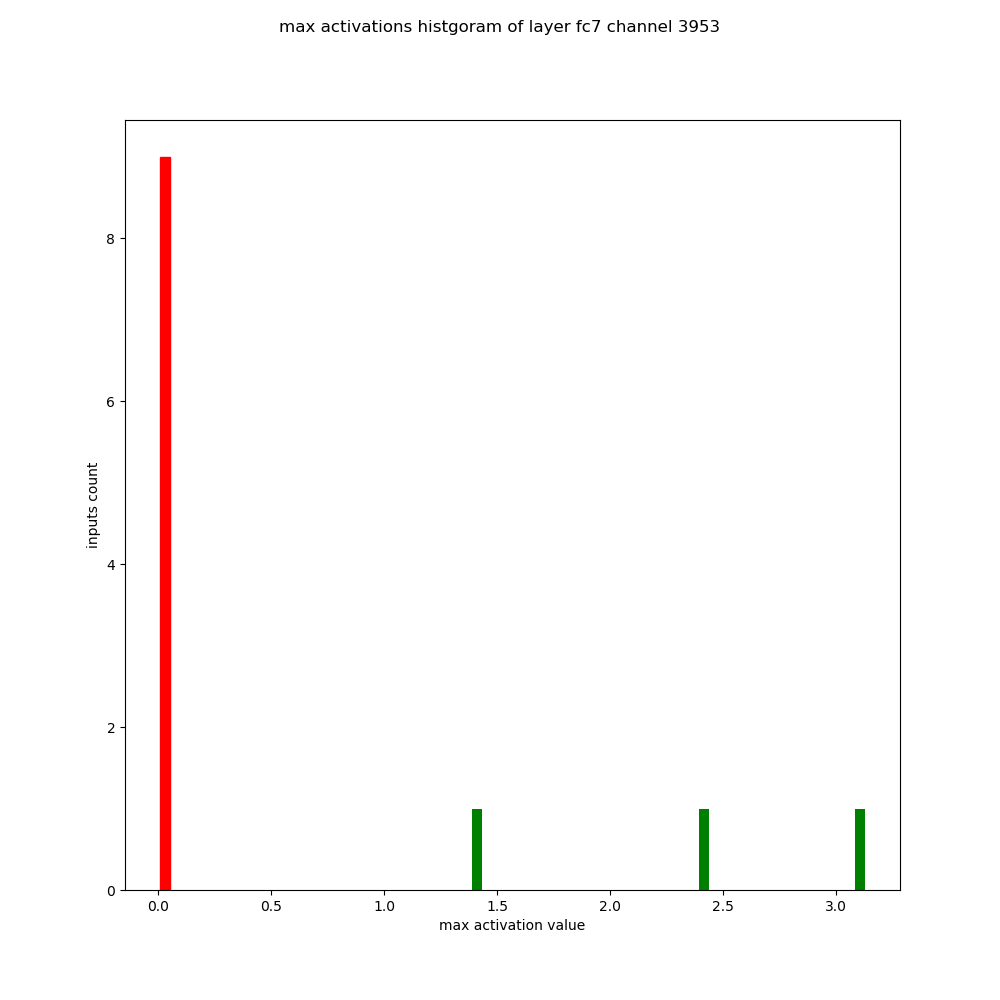 max activations histgoram of layer fc7 channel 3953
8
6
4
2
0
inputs count
0.0 0.5 1.0 1.5 2.0 2.5 3.0
max activation value